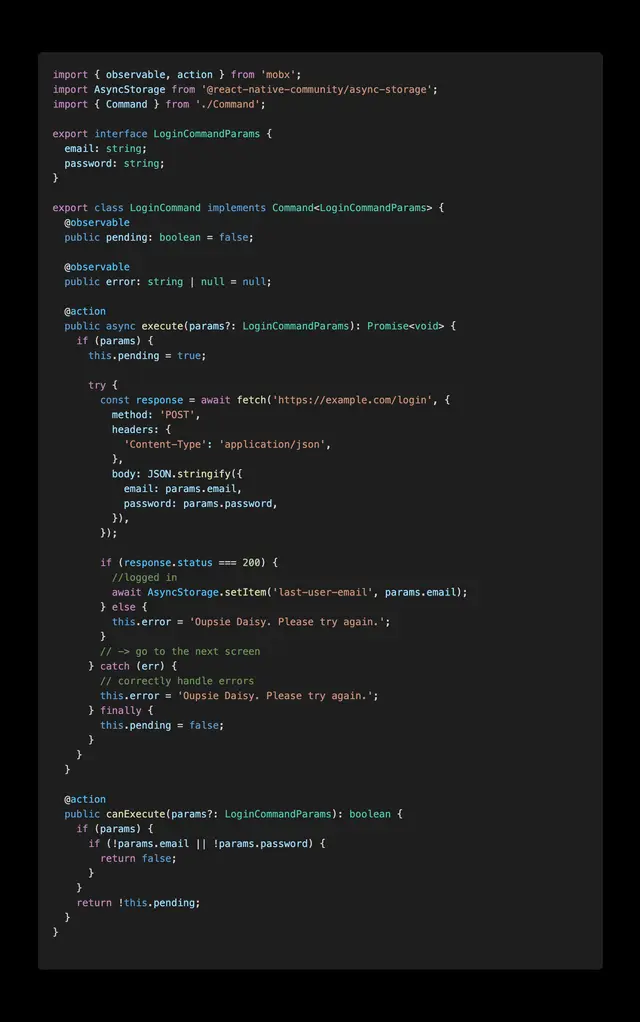 import { observable, action } from 'mobx';
import AsyncStorage from '@react-native-community/async-storage';
import { Command } from './Command';

export interface LoginCommandParams {
  email: string;
  password: string;
}

export class LoginCommand implements Command<LoginCommandParams> {
  @observable
  public pending: boolean = false;

  @observable
  public error: string | null = null;

  @action
  public async execute(params?: LoginCommandParams): Promise<void> {
    if (params) {
      this.pending = true;

      try {
        const response = await fetch('https://example.com/login', {
          method: 'POST',
          headers: {
            'Content-Type': 'application/json',
          },
          body: JSON.stringify({
            email: params.email,
            password: params.password,
          }),
        });

        if (response.status === 200) {
          //logged in
          await AsyncStorage.setItem('last-user-email', params.email);
        } else {
          this.error = 'Oupsie Daisy. Please try again.';
        }
        // -> go to the next screen
      } catch (err) {
        // correctly handle errors
        this.error = 'Oupsie Daisy. Please try again.';
      } finally {
        this.pending = false;
      }
    }
  }

  @action
  public canExecute(params?: LoginCommandParams): boolean {
    if (params) {
      if (!params.email || !params.password) {
        return false;
      }
    }
    return !this.pending;
  }
}